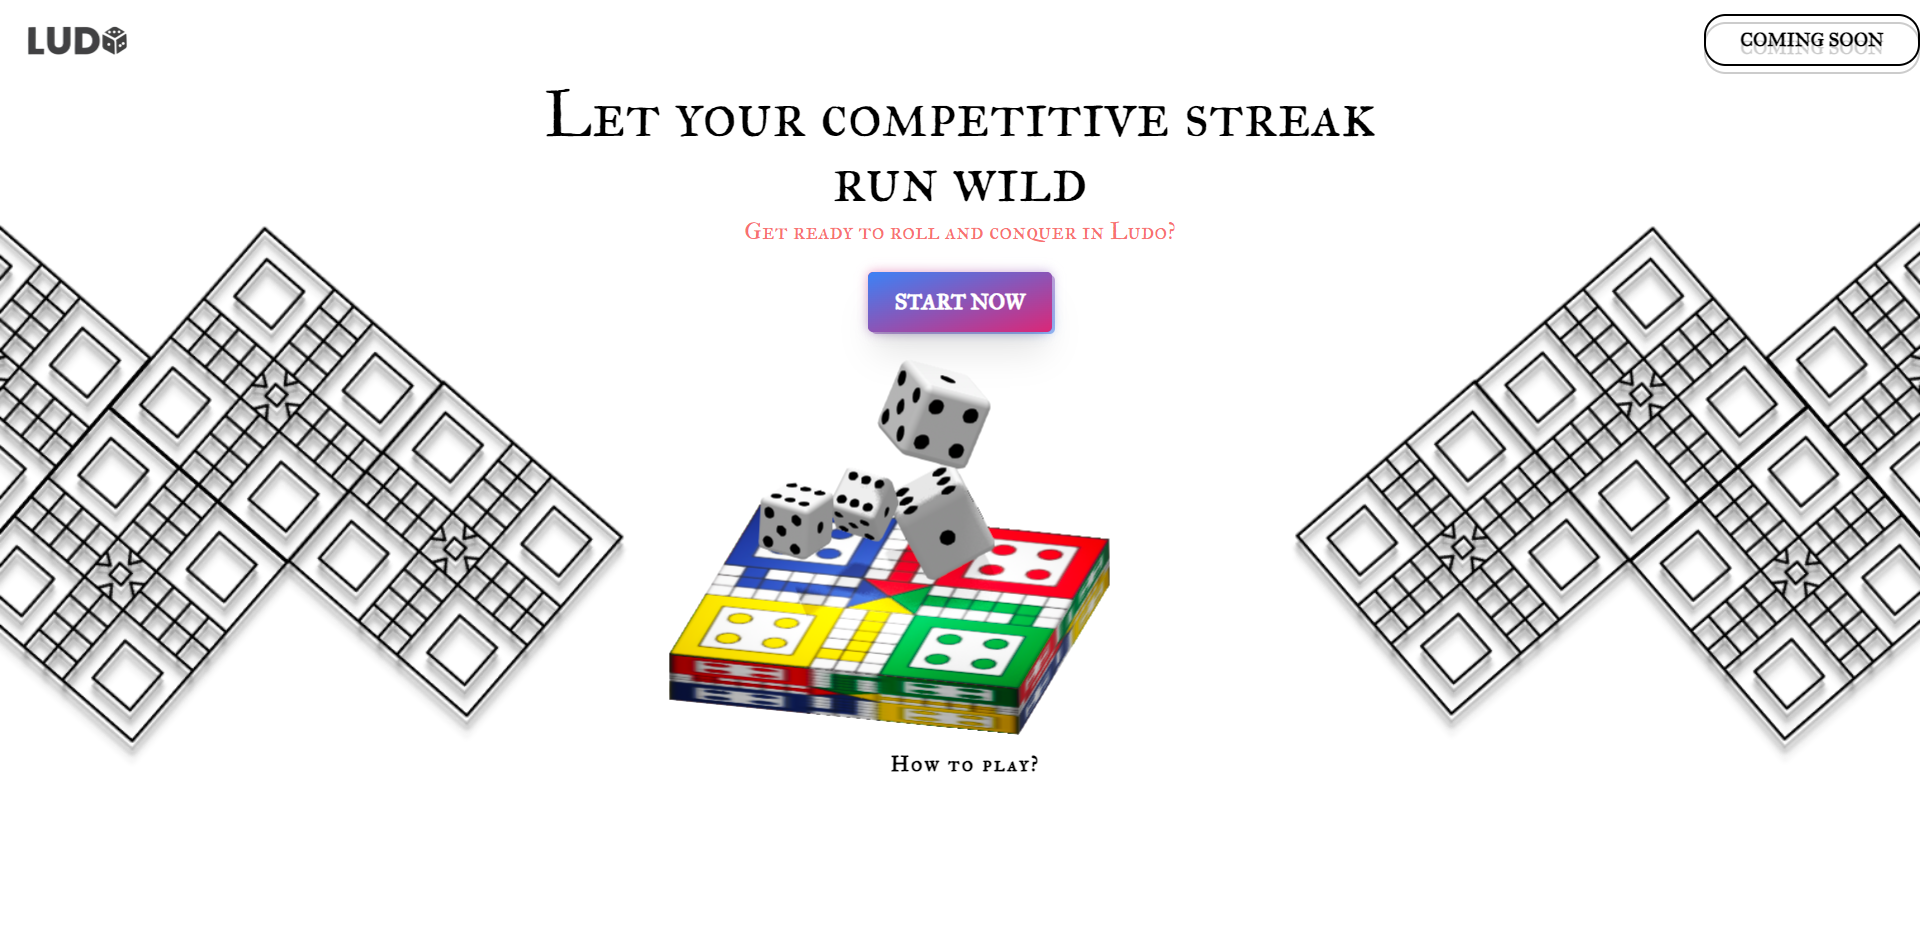 LUDO
COMING SOON
Let your competitive streak
run wild
Get ready to roll and conquer in Ludo?
START NOW
How to play?